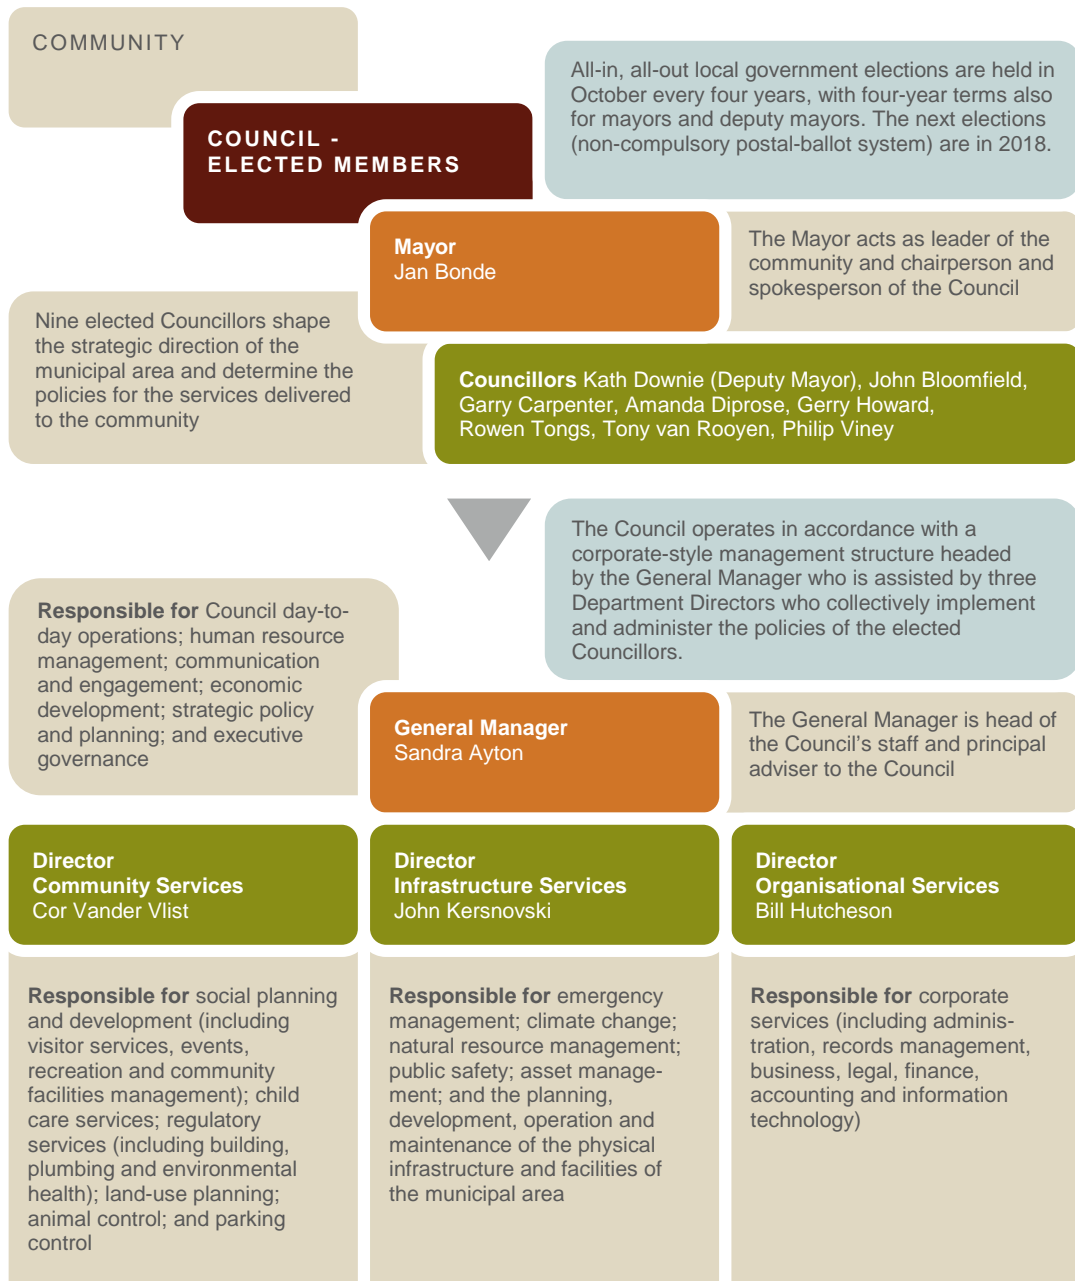 COMMUNITY
COUNCIL -
ELECTED MEMBERS
All-in, all-out local government elections are held in
October every four years, with four-year terms also
for mayors and deputy mayors. The next elections
(non-compulsory postal-ballot system) are in 2018.
Mayor
Jan Bonde
The Mayor acts as leader of the
community and chairperson and
spokesperson of the Council
Nine elected Councillors shape
the strategic direction of the
municipal area and determine the
policies for the services delivered
to the community
Councillors Kath Downie (Deputy Mayor), John Bloomfield,
Garry Carpenter, Amanda Diprose, Gerry Howard,
Rowen Tongs, Tony van Rooyen, Philip Viney
The Council operates in accordance with a
corporate-style management structure headed
by the General Manager who is assisted by three
Department Directors who collectively implement
and administer the policies of the elected
Councillors.
Responsible for Council day-to-
day operations; human resource
management; communication
and engagement; economic
development; strategic policy
and planning; and executive
governance
General Manager
Sandra Ayton
The General Manager is head of
the Council’s staff and principal
adviser to the Council
Director
Community Services
Cor Vander Vlist
Director
Infrastructure Services
John Kersnovski
Director
Organisational Services
Bill Hutcheson
Responsible for social planning
and development (including
visitor services, events,
recreation and community
facilities management); child
care services; regulatory
services (including building,
plumbing and environmental
health); land-use planning;
animal control; and parking
control
Responsible for emergency
management; climate change;
natural resource management;
public safety; asset manage-
ment; and the planning,
development, operation and
maintenance of the physical
infrastructure and facilities of
the municipal area
Responsible for corporate
services (including adminis-
tration, records management,
business, legal, finance,
accounting and information
technology)